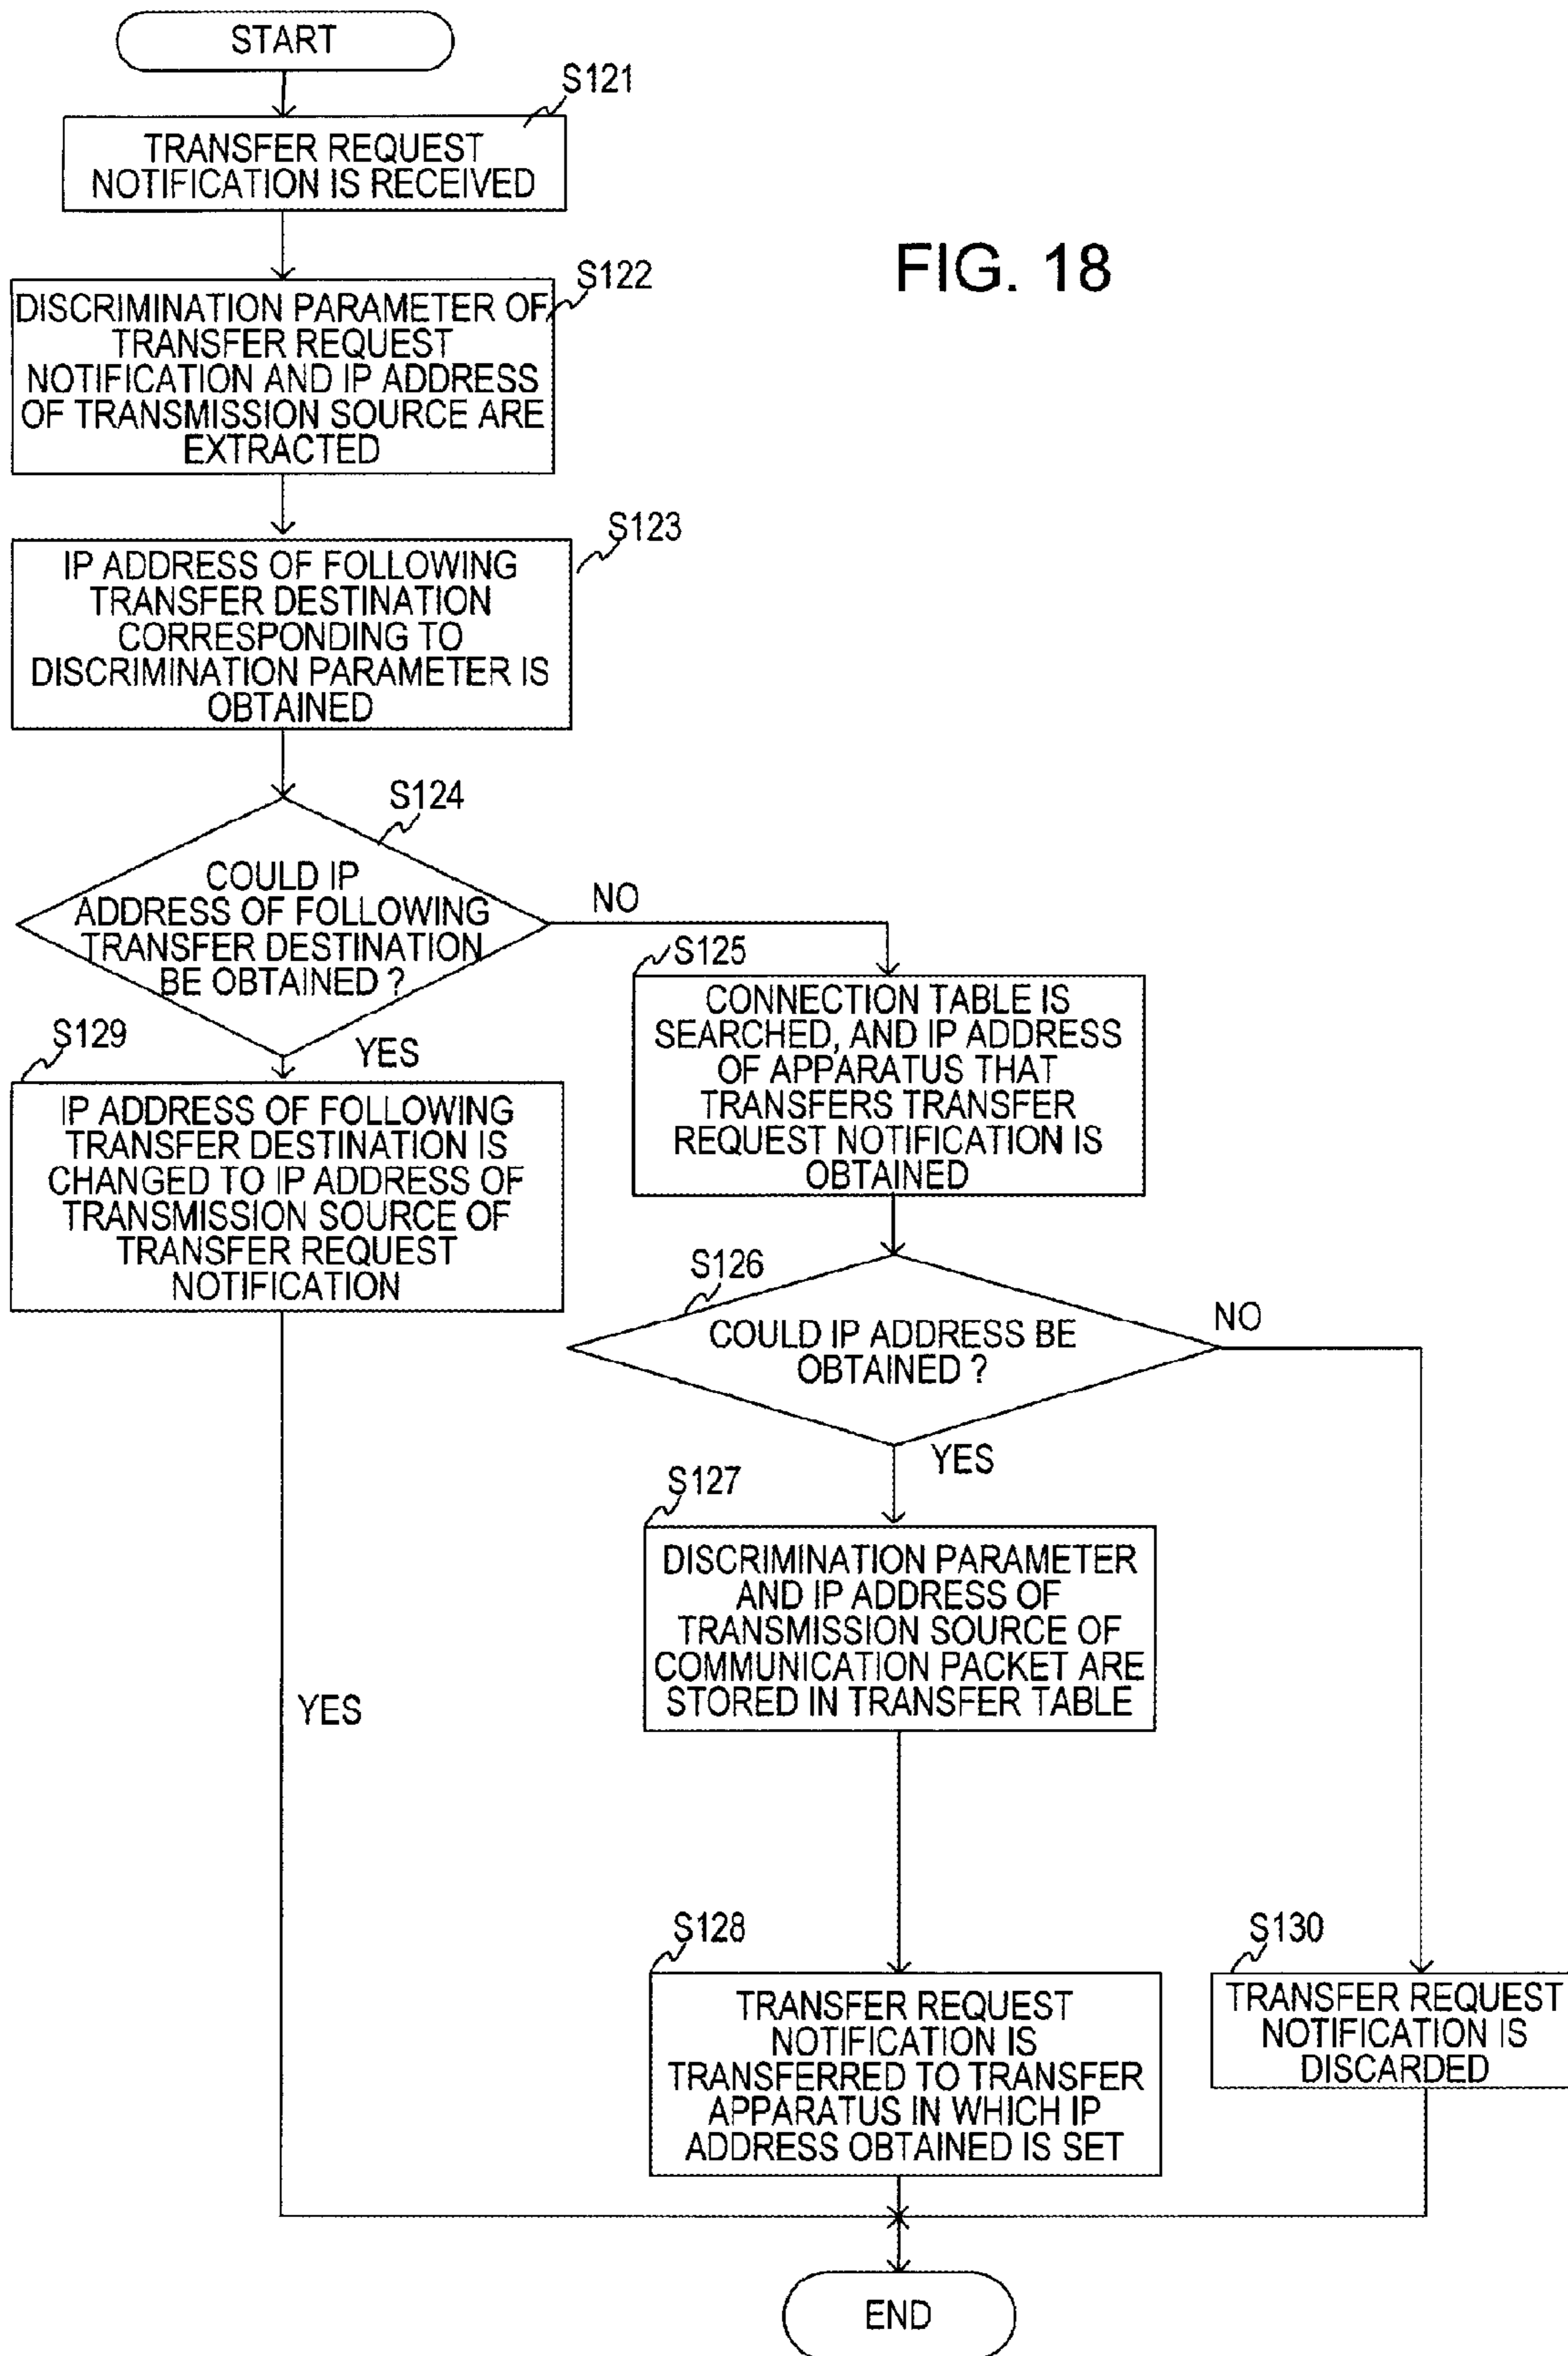 START
S121
TRANSFER REQUEST
NOTIFICATION IS RECEIVED
FIG. 18
S122
DISCRIMINATION PARAMETER OF
TRANSFER REQUEST
NOTIFICATION AND IP ADDRESS
OF TRANSMISSION SOURCE ARE
EXTRACTED
S123
IP ADDRESS OF FOLLOWING
TRANSFER DESTINATION
CORRESPONDING TO
DISCRIMINATION PARAMETER IS
OBTAINED
S124
COULD IP
ADDRESS OF FOLLOWING
TRANSFER DESTINATION
BE OBTAINED ?
NO
YES
S125
CONNECTION TABLE IS
SEARCHED, AND IP ADDRESS
OF APPARATUS THAT
TRANSFERS TRANSFER
REQUEST NOTIFICATION IS
OBTAINED
S129
IP ADDRESS OF FOLLOWING
TRANSFER DESTINATION IS
CHANGED TO IP ADDRESS OF
TRANSMISSION SOURCE OF
TRANSFER REQUEST
NOTIFICATION
S126
COULD IP ADDRESS BE
OBTAINED ?
NO
YES
S127
DISCRIMINATION PARAMETER
AND IP ADDRESS OF
TRANSMISSION SOURCE OF
COMMUNICATION PACKET ARE
STORED IN TRANSFER TABLE
YES
S128
TRANSFER REQUEST
NOTIFICATION IS
TRANSFERRED TO TRANSFER
APPARATUS IN WHICH IP
ADDRESS OBTAINED IS SET
S130
TRANSFER REQUEST
NOTIFICATION IS
DISCARDED
END